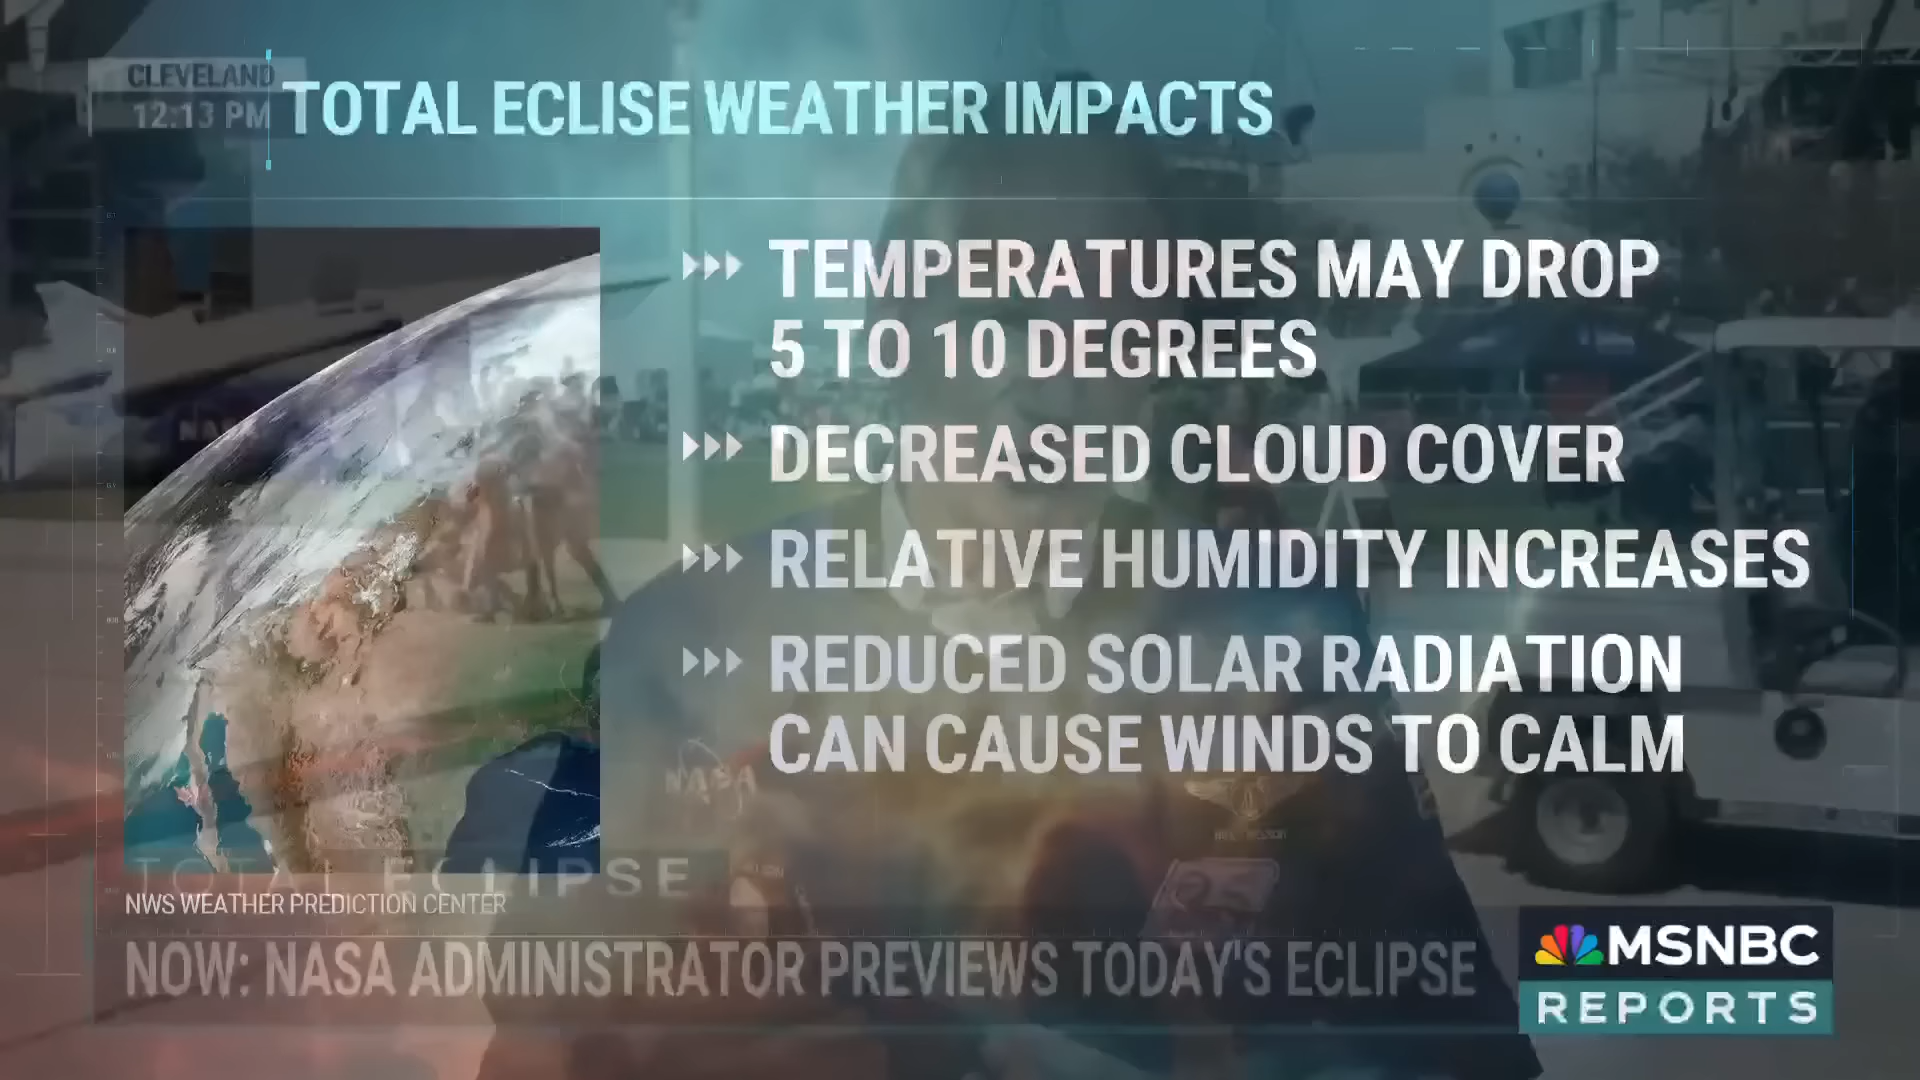 CLEVELAND
12:13 PM
TOTAL ECLISE WEATHER IMPACTS
TEMPERATURES MAY DROP
5 TO 10 DEGREES
DECREASED CLOUD COVER
RELATIVE HUMIDITY INCREASES
REDUCED SOLAR RADIATION
CAN CAUSE WINDS TO CALM
NASA
TOTAL ECLIPSE
NWS WEATHER PREDICTION CENTER
NOW: NASA ADMINISTRATOR PREVIEWS TODAY'S ECLIPSE
MSNBC
REPORTS